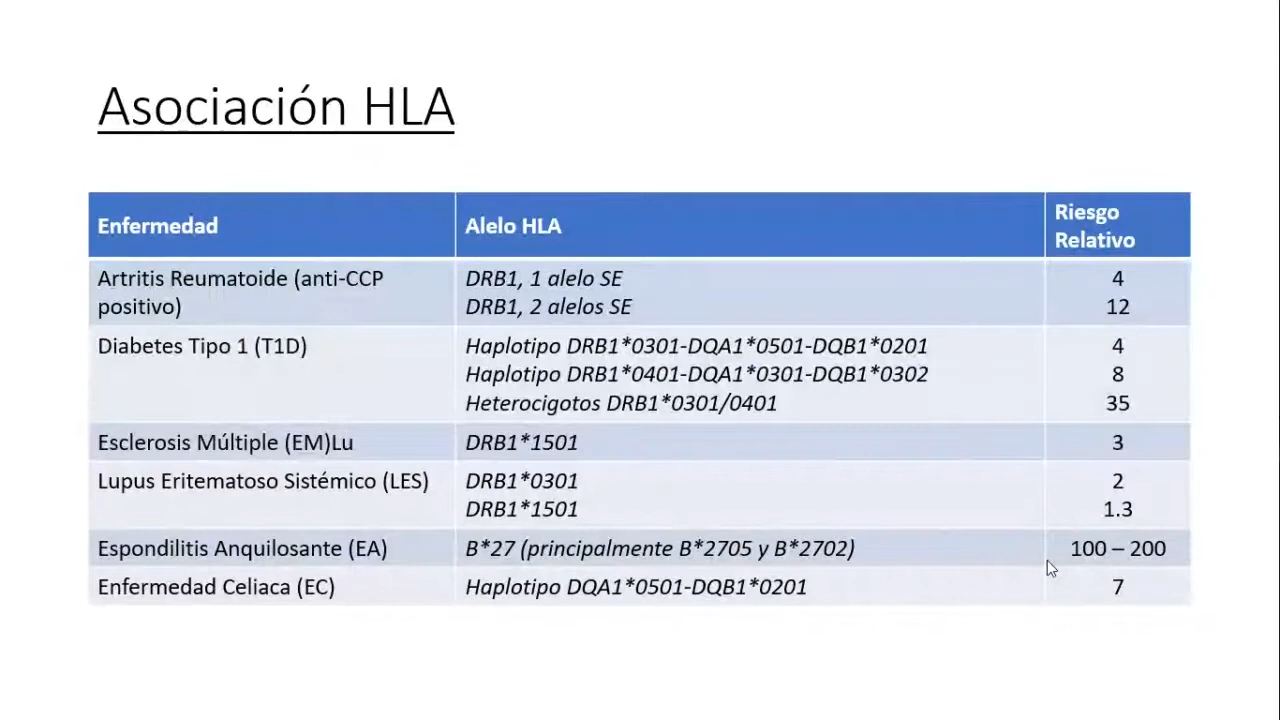 Asociación HLA
Enfermedad
Alelo HLA
Riesgo
Relativo
Artritis Reumatoide (anti-CCP
positivo)
DRB1, 1 alelo SE
4
DRB1, 2 alelos SE
12
Diabetes Tipo 1 (T1D)
Haplotipo DRB1*0301-DQA1*0501-DQB1*0201
4
Haplotipo DRB1*0401-DQA1*0301-DQB1*0302
8
Heterocigotos DRB1*0301/0401
35
Esclerosis Múltiple (EM)Lu
DRB1*1501
3
Lupus Eritematoso Sistémico (LES)
DRB1*0301
2
DRB1*1501
1.3
Espondilitis Anquilosante (EA)
B*27 (principalmente B*2705 y B*2702)
100 – 200
Enfermedad Celiaca (EC)
Haplotipo DQA1*0501-DQB1*0201
7